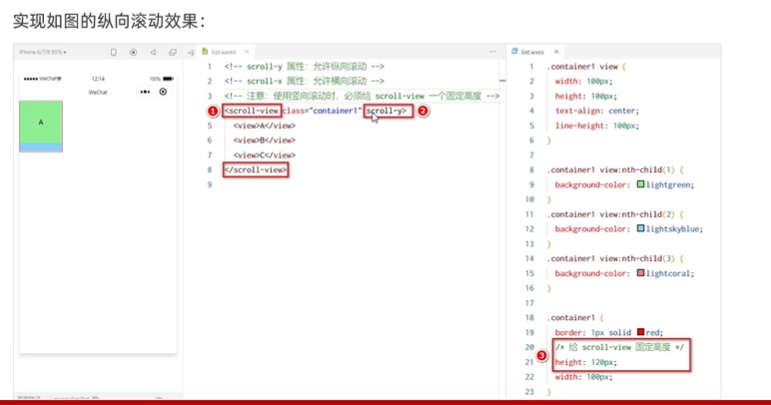 实现如图的纵向滚动效果：
iPhone 6/7/8 85%
WeChat
12:14
100%
WeChat
A
list.wxml
1 <!-- scroll-y 属性：允许纵向滚动 -->
2 <!-- scroll-x 属性：允许横向滚动 -->
3 <!-- 注意：使用竖向滚动时，必须给 scroll-view 一个固定高度 -->
① <scroll-view class="container1" scroll-y> ②
5 <view>A</view>
6 <view>B</view>
7 <view>C</view>
8 </scroll-view>
9
list.wxss
1 .container1 view {
2 width: 100px;
3 height: 100px;
4 text-align: center;
5 line-height: 100px;
6 }
7
8 .container1 view:nth-child(1) {
9 background-color: lightgreen;
10 }
11 .container1 view:nth-child(2) {
12 background-color: lightskyblue;
13 }
14 .container1 view:nth-child(3) {
15 background-color: lightcoral;
16 }
17
18 .container1 {
19 border: 1px solid red;
20 /* 给 scroll-view 固定高度 */
③ 21 height: 120px;
22 width: 100px;
23 }